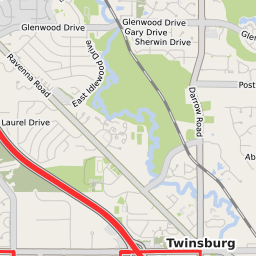 Glenwood Drive
Glenwood Drive
Gary Drive
Sherwin Drive
Ravenna Road
East Idlewood Drive
Darrow Road
Post
Laurel Drive
Twinsburg